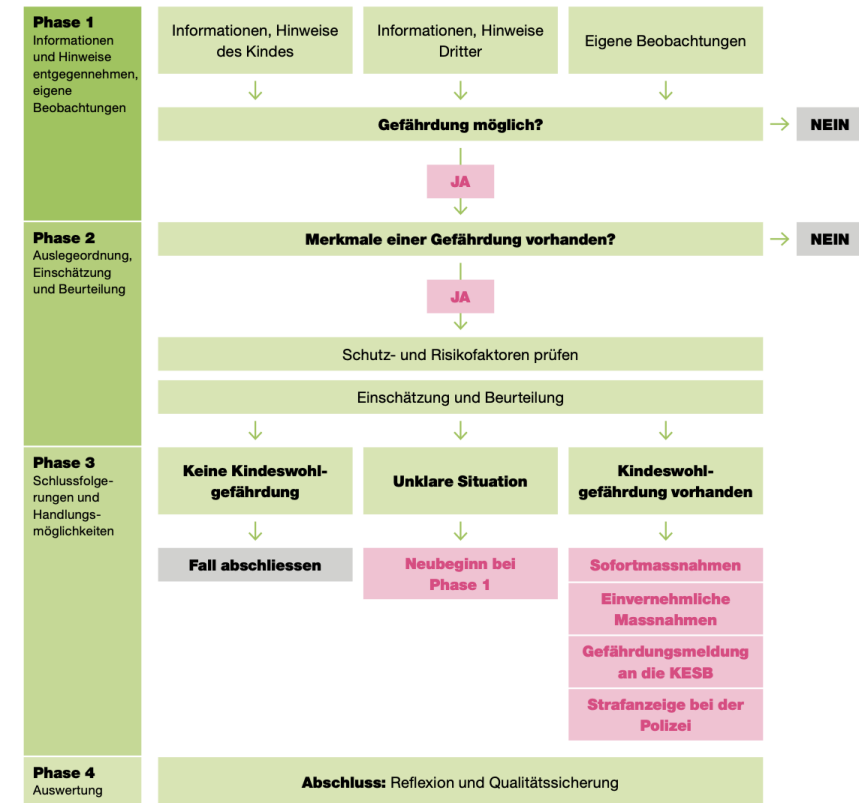 Phase 1
Informationen
und Hinweise
entgegennehmen,
eigene
Beobachtungen
Informationen, Hinweise
des Kindes
Informationen, Hinweise
Dritter
Eigene Beobachtungen
Gefährdung möglich?
NEIN
JA
Phase 2
Auslegeordnung,
Einschätzung
und Beurteilung
Merkmale einer Gefährdung vorhanden?
NEIN
JA
Schutz- und Risikofaktoren prüfen
Einschätzung und Beurteilung
Phase 3
Schlussfolge-
rungen und
Handlungs-
möglichkeiten
Keine Kindeswohl-
gefährdung
Unklare Situation
Kindeswohl-
gefährdung vorhanden
Fall abschliessen
Neubeginn bei
Phase 1
Sofortmassnahmen
Einvernehmliche
Massnahmen
Gefährdungsmeldung
an die KESB
Strafanzeige bei der
Polizei
Phase 4
Auswertung
Abschluss: Reflexion und Qualitätssicherung